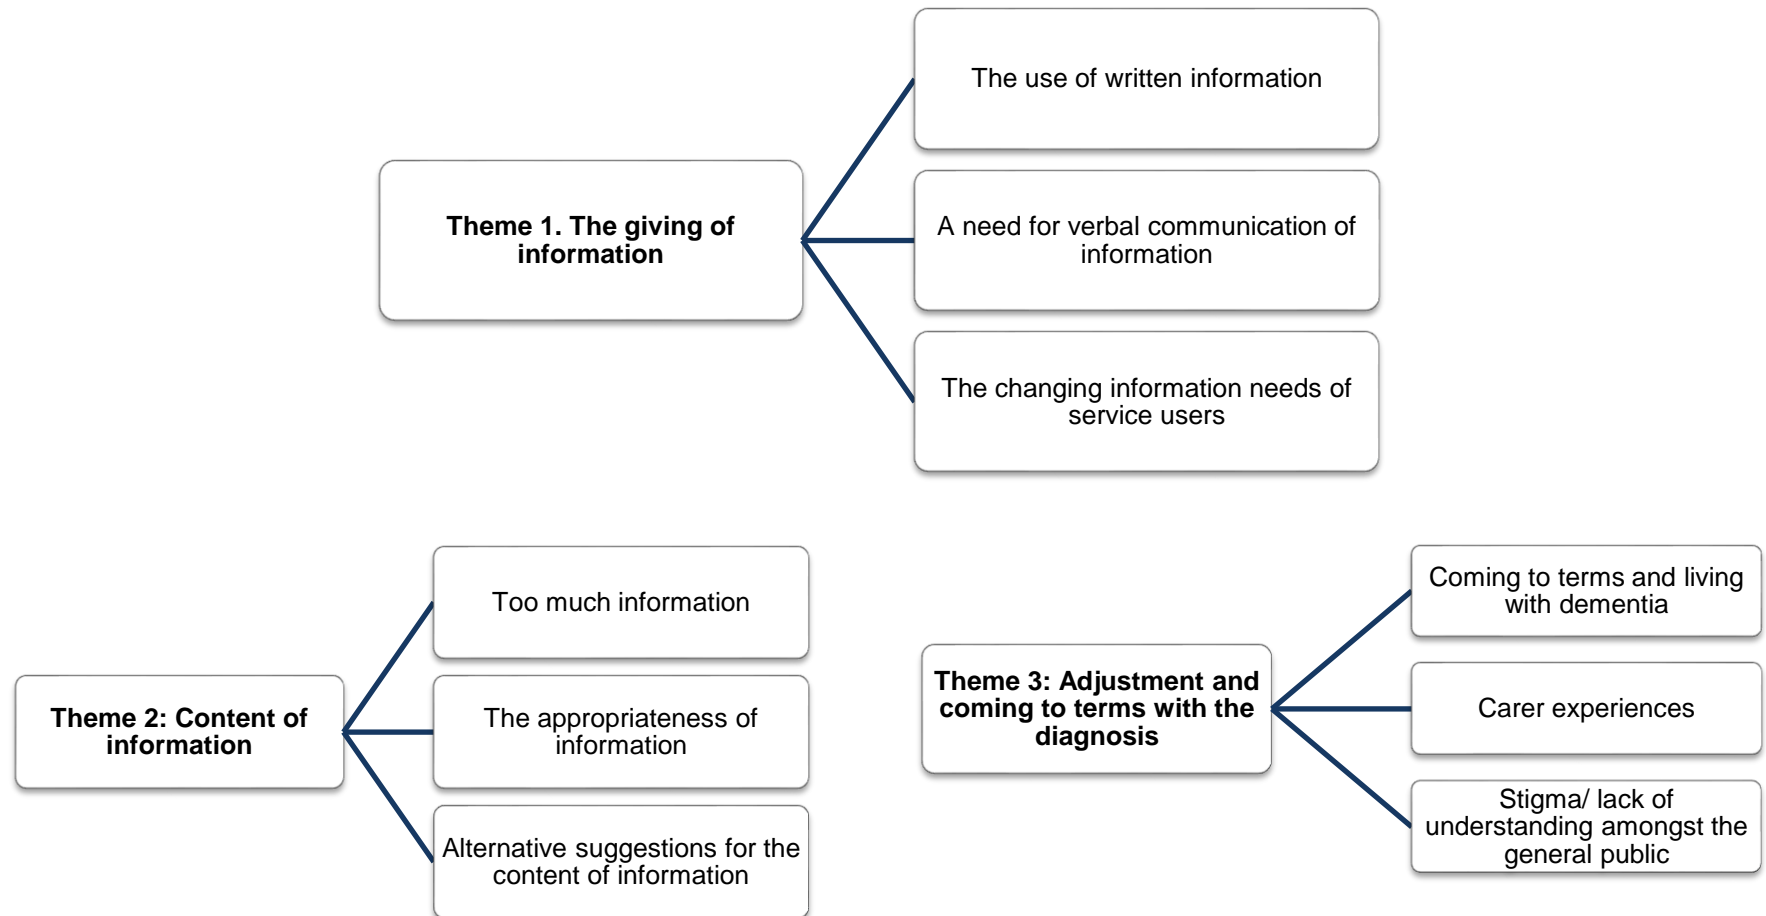 The use of written information
Theme 1. The giving of
information
A need for verbal communication of
information
The changing information needs of
service users
Theme 2: Content of
information
Too much information
The appropriateness of
information
Alternative suggestions for the
content of information
Theme 3: Adjustment and
coming to terms with the
diagnosis
Coming to terms and living
with dementia
Carer experiences
Stigma/ lack of
understanding amongst the
general public